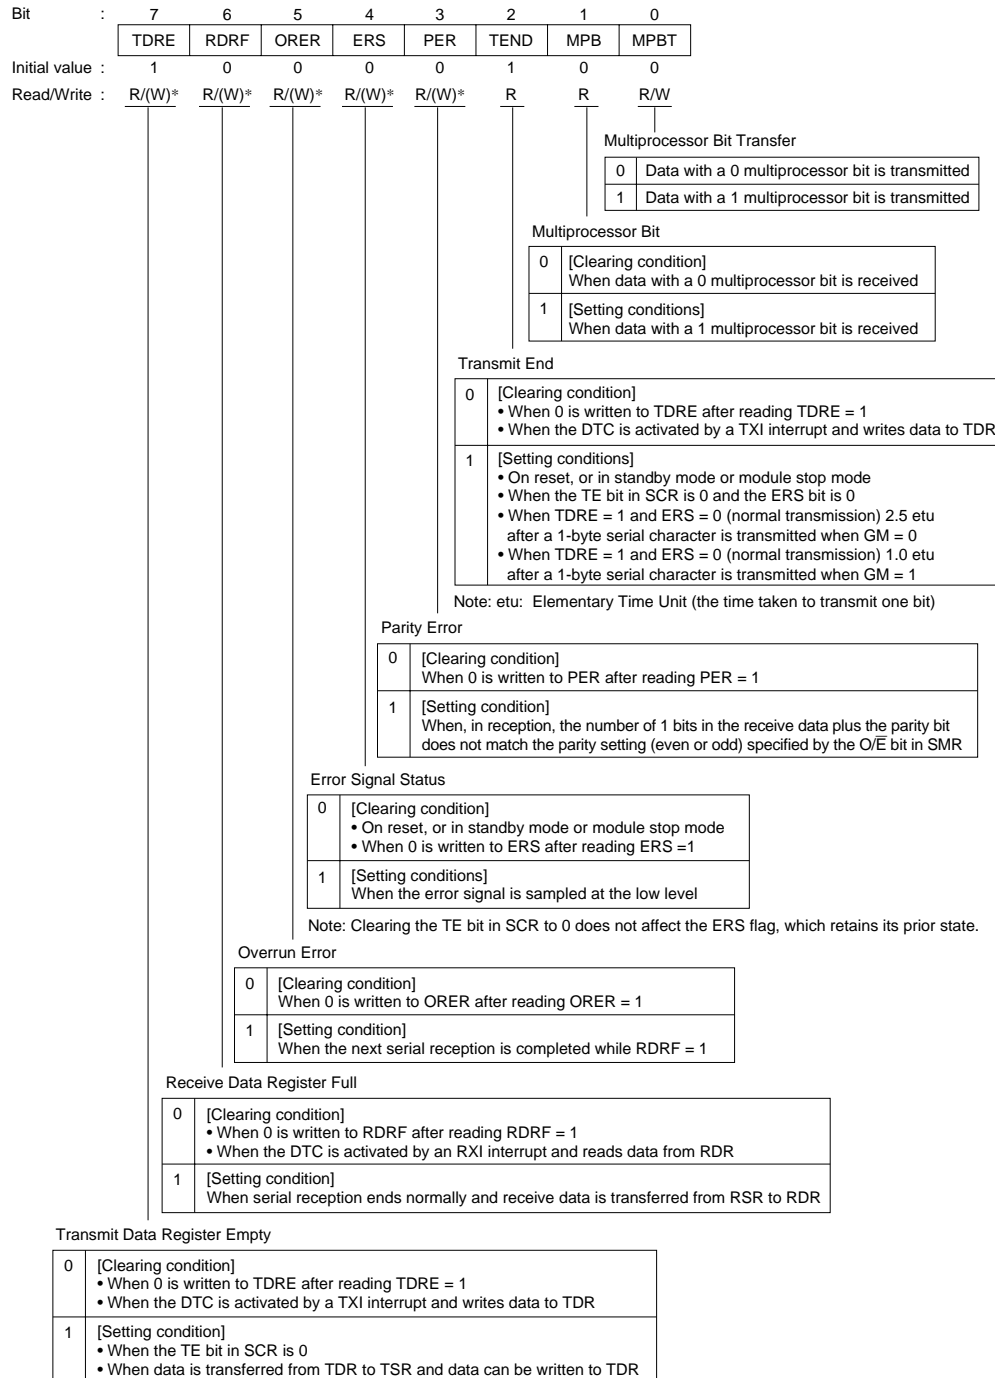 Bit : 7 6 5 4 3 2 1 0
TDRE RDRF ORER ERS PER TEND MPB MPBT
Initial value : 1 0 0 0 0 1 0 0
Read/Write : R/(W)* R/(W)* R/(W)* R/(W)* R/(W)* R R R/W
Multiprocessor Bit Transfer
0 Data with a 0 multiprocessor bit is transmitted
1 Data with a 1 multiprocessor bit is transmitted
Multiprocessor Bit
0 [Clearing condition]
When data with a 0 multiprocessor bit is received
1 [Setting conditions]
When data with a 1 multiprocessor bit is received
Transmit End
0 [Clearing condition]
• When 0 is written to TDRE after reading TDRE = 1
• When the DTC is activated by a TXI interrupt and writes data to TDR
1 [Setting conditions]
• On reset, or in standby mode or module stop mode
• When the TE bit in SCR is 0 and the ERS bit is 0
• When TDRE = 1 and ERS = 0 (normal transmission) 2.5 etu
after a 1-byte serial character is transmitted when GM = 0
• When TDRE = 1 and ERS = 0 (normal transmission) 1.0 etu
after a 1-byte serial character is transmitted when GM = 1
Note: etu: Elementary Time Unit (the time taken to transmit one bit)
Parity Error
0 [Clearing condition]
When 0 is written to PER after reading PER = 1
1 [Setting condition]
When, in reception, the number of 1 bits in the receive data plus the parity bit
does not match the parity setting (even or odd) specified by the O/E̅ bit in SMR
Error Signal Status
0 [Clearing condition]
• On reset, or in standby mode or module stop mode
• When 0 is written to ERS after reading ERS =1
1 [Setting conditions]
When the error signal is sampled at the low level
Note: Clearing the TE bit in SCR to 0 does not affect the ERS flag, which retains its prior state.
Overrun Error
0 [Clearing condition]
When 0 is written to ORER after reading ORER = 1
1 [Setting condition]
When the next serial reception is completed while RDRF = 1
Receive Data Register Full
0 [Clearing condition]
• When 0 is written to RDRF after reading RDRF = 1
• When the DTC is activated by an RXI interrupt and reads data from RDR
1 [Setting condition]
When serial reception ends normally and receive data is transferred from RSR to RDR
Transmit Data Register Empty
0 [Clearing condition]
• When 0 is written to TDRE after reading TDRE = 1
• When the DTC is activated by a TXI interrupt and writes data to TDR
1 [Setting condition]
• When the TE bit in SCR is 0
• When data is transferred from TDR to TSR and data can be written to TDR